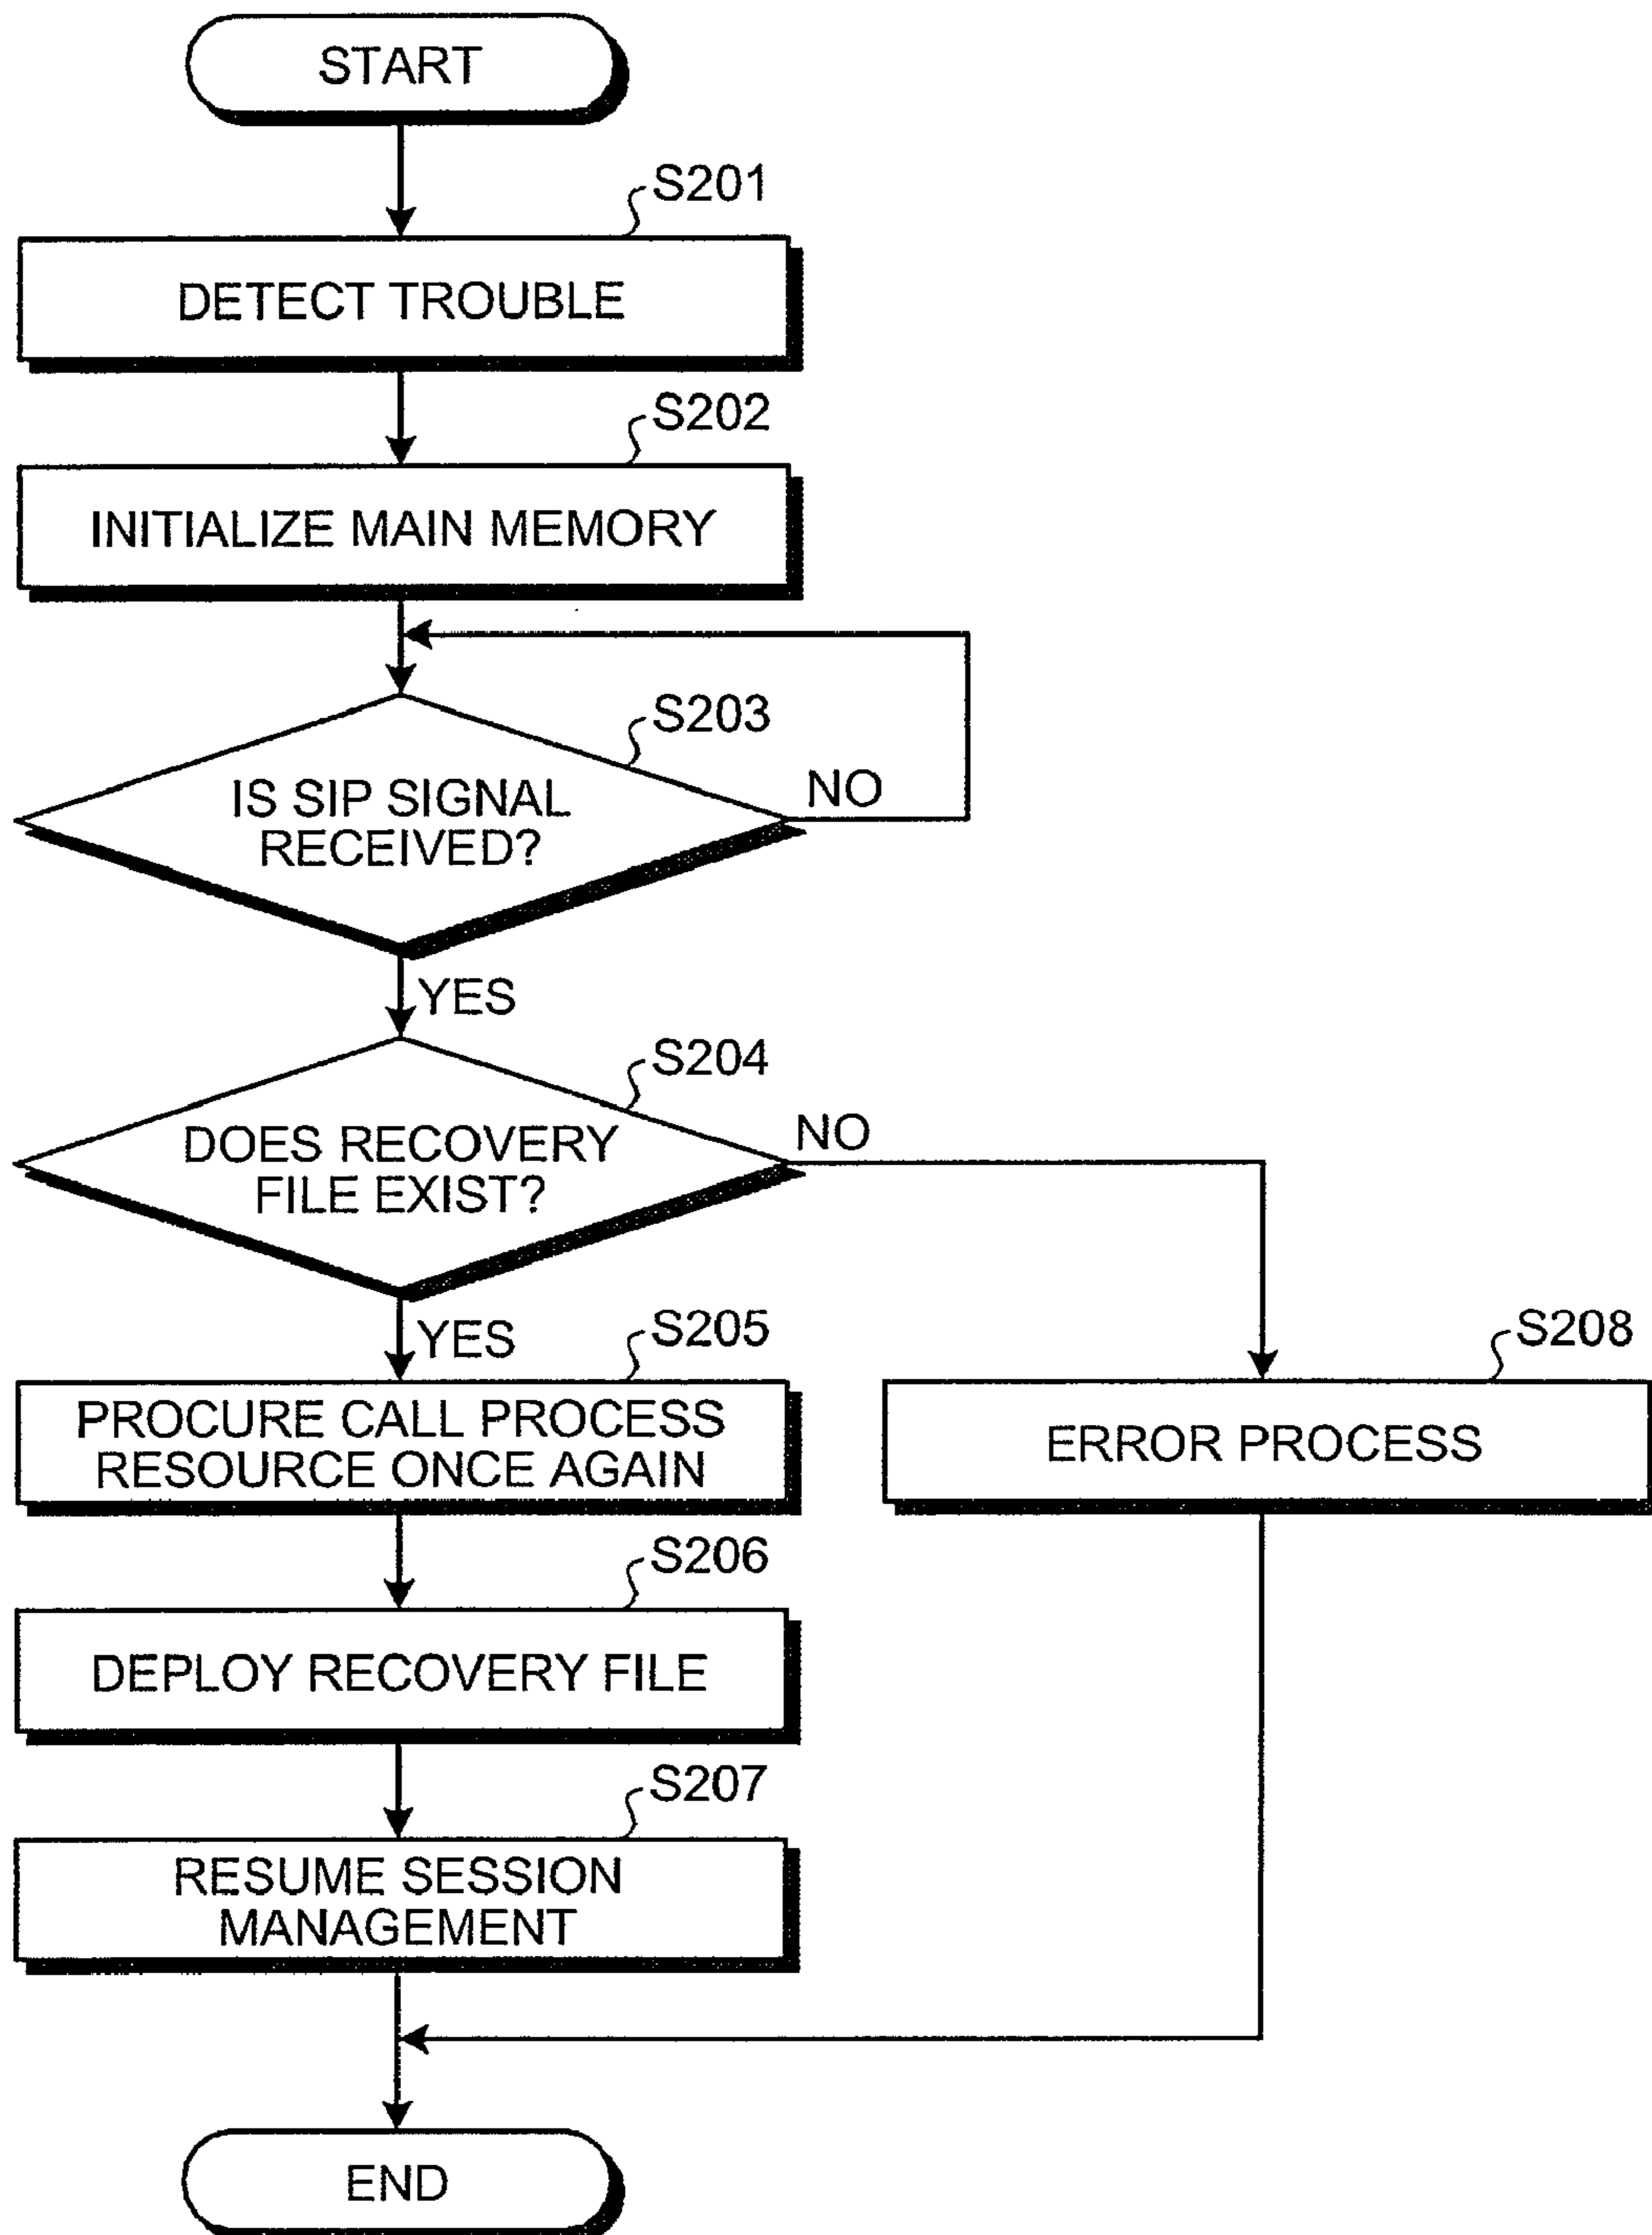 START
S201
DETECT TROUBLE
S202
INITIALIZE MAIN MEMORY
S203
IS SIP SIGNAL
RECEIVED?
NO
YES
S204
DOES RECOVERY
FILE EXIST?
NO
YES
S205
PROCURE CALL PROCESS
RESOURCE ONCE AGAIN
S208
ERROR PROCESS
S206
DEPLOY RECOVERY FILE
S207
RESUME SESSION
MANAGEMENT
END